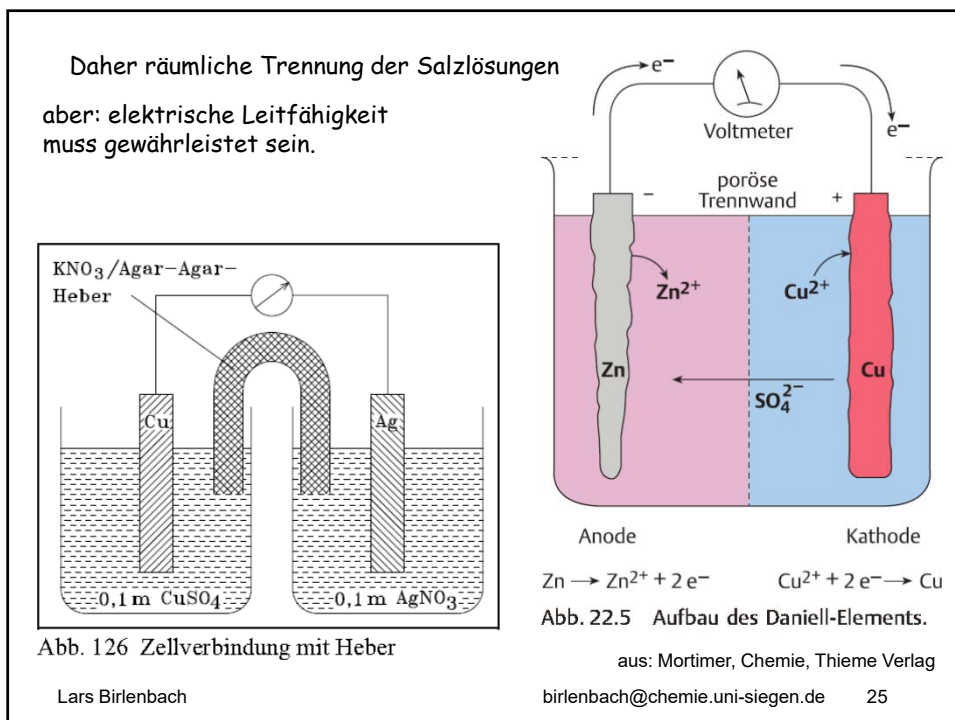 Daher räumliche Trennung der Salzlösungen
aber: elektrische Leitfähigkeit
muss gewährleistet sein.
KNO₃/Agar-Agar-
Heber
Cu
Ag
0,1m CuSO₄
0,1m AgNO₃
Abb. 126 Zellverbindung mit Heber
e⁻
Voltmeter
e⁻
poröse
Trennwand
−
+
Zn²⁺
Cu²⁺
Zn
Cu
SO₄²⁻
Anode
Kathode
Zn → Zn²⁺ + 2 e⁻
Cu²⁺ + 2 e⁻ → Cu
Abb. 22.5 Aufbau des Daniell-Elements.
aus: Mortimer, Chemie, Thieme Verlag
Lars Birlenbach
birlenbach@chemie.uni-siegen.de
25